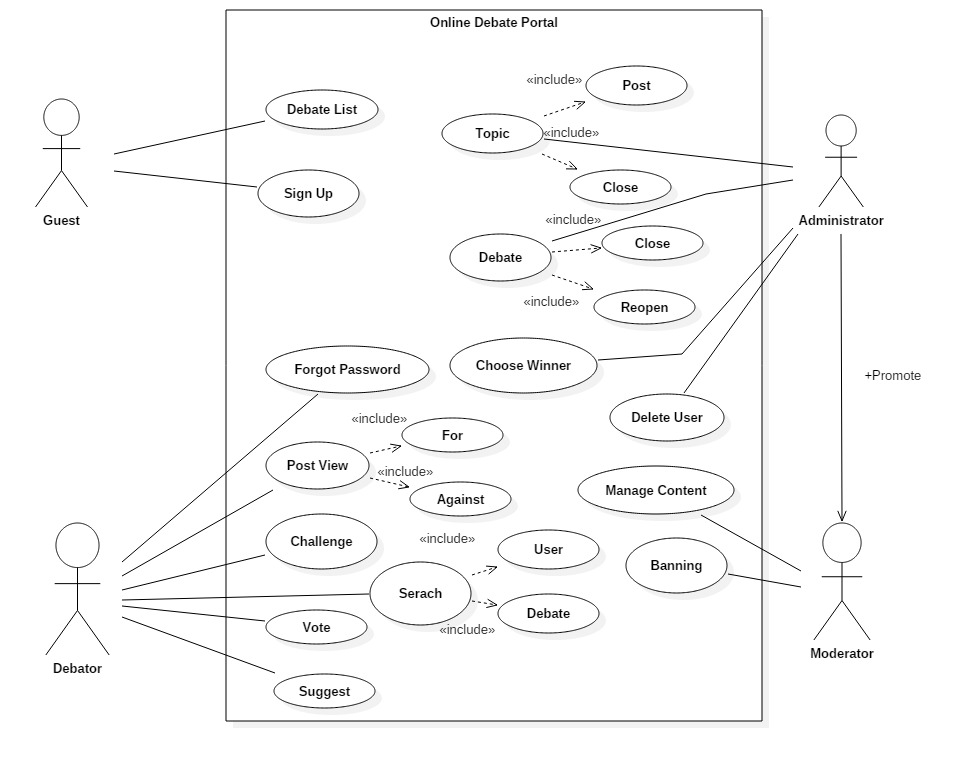 Online Debate Portal
«include»
Post
Debate List
Topic
«include»
Sign Up
Close
Guest
«include»
Administrator
Close
Debate
«include»
Reopen
Forgot Password
Choose Winner
+Promote
«include»
Delete User
For
Post View
«include»
Against
Manage Content
«include»
Challenge
User
Banning
Serach
Debate
Vote
«include»
Moderator
Debator
Suggest